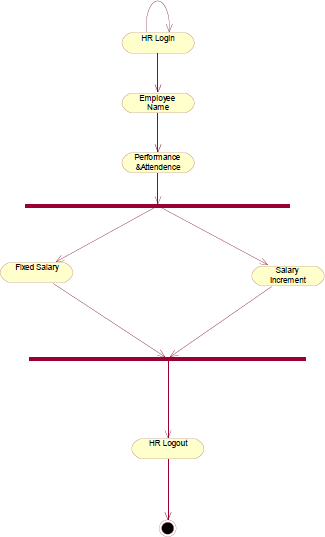 HR Login
Employee
Name
Performance
&Attendence
Fixed Salary
Salary
Increment
HR Logout